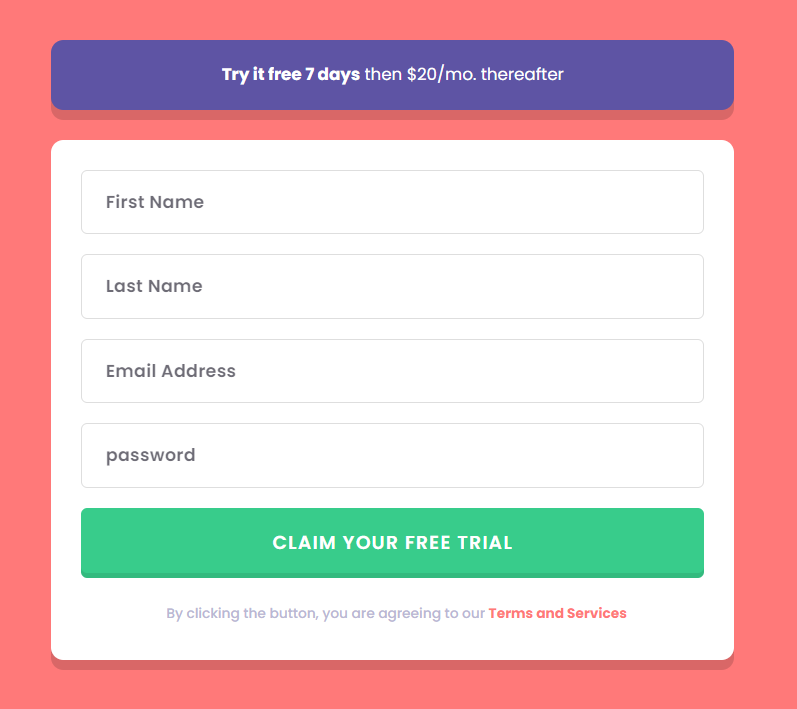 Try it free 7 days then $20/mo. thereafter
First Name
Last Name
Email Address
password
CLAIM YOUR FREE TRIAL
By clicking the button, you are agreeing to our Terms and Services